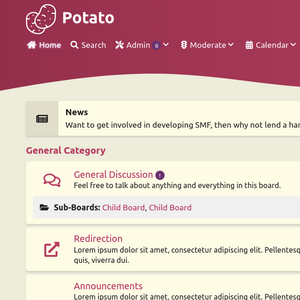 Potato
Home Search Admin 6 Moderate Calendar
News
Want to get involved in developing SMF, then why not lend a
General Category
General Discussion
Feel free to talk about anything and everything in this board.
Sub-Boards: Child Board, Child Board
Redirection
Lorem ipsum dolor sit amet, consectetur adipiscing elit.
quis, viverra dui.
Announcements
Lorem ipsum dolor sit amet, consectetur adipiscing elit.